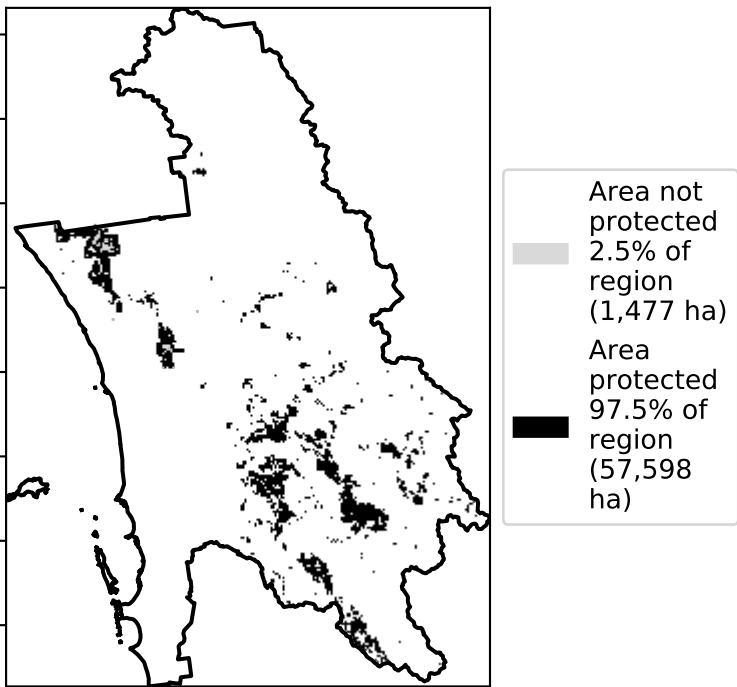 Area not
protected
2.5% of
region
(1,477 ha)
Area
protected
97.5% of
region
(57,598
ha)